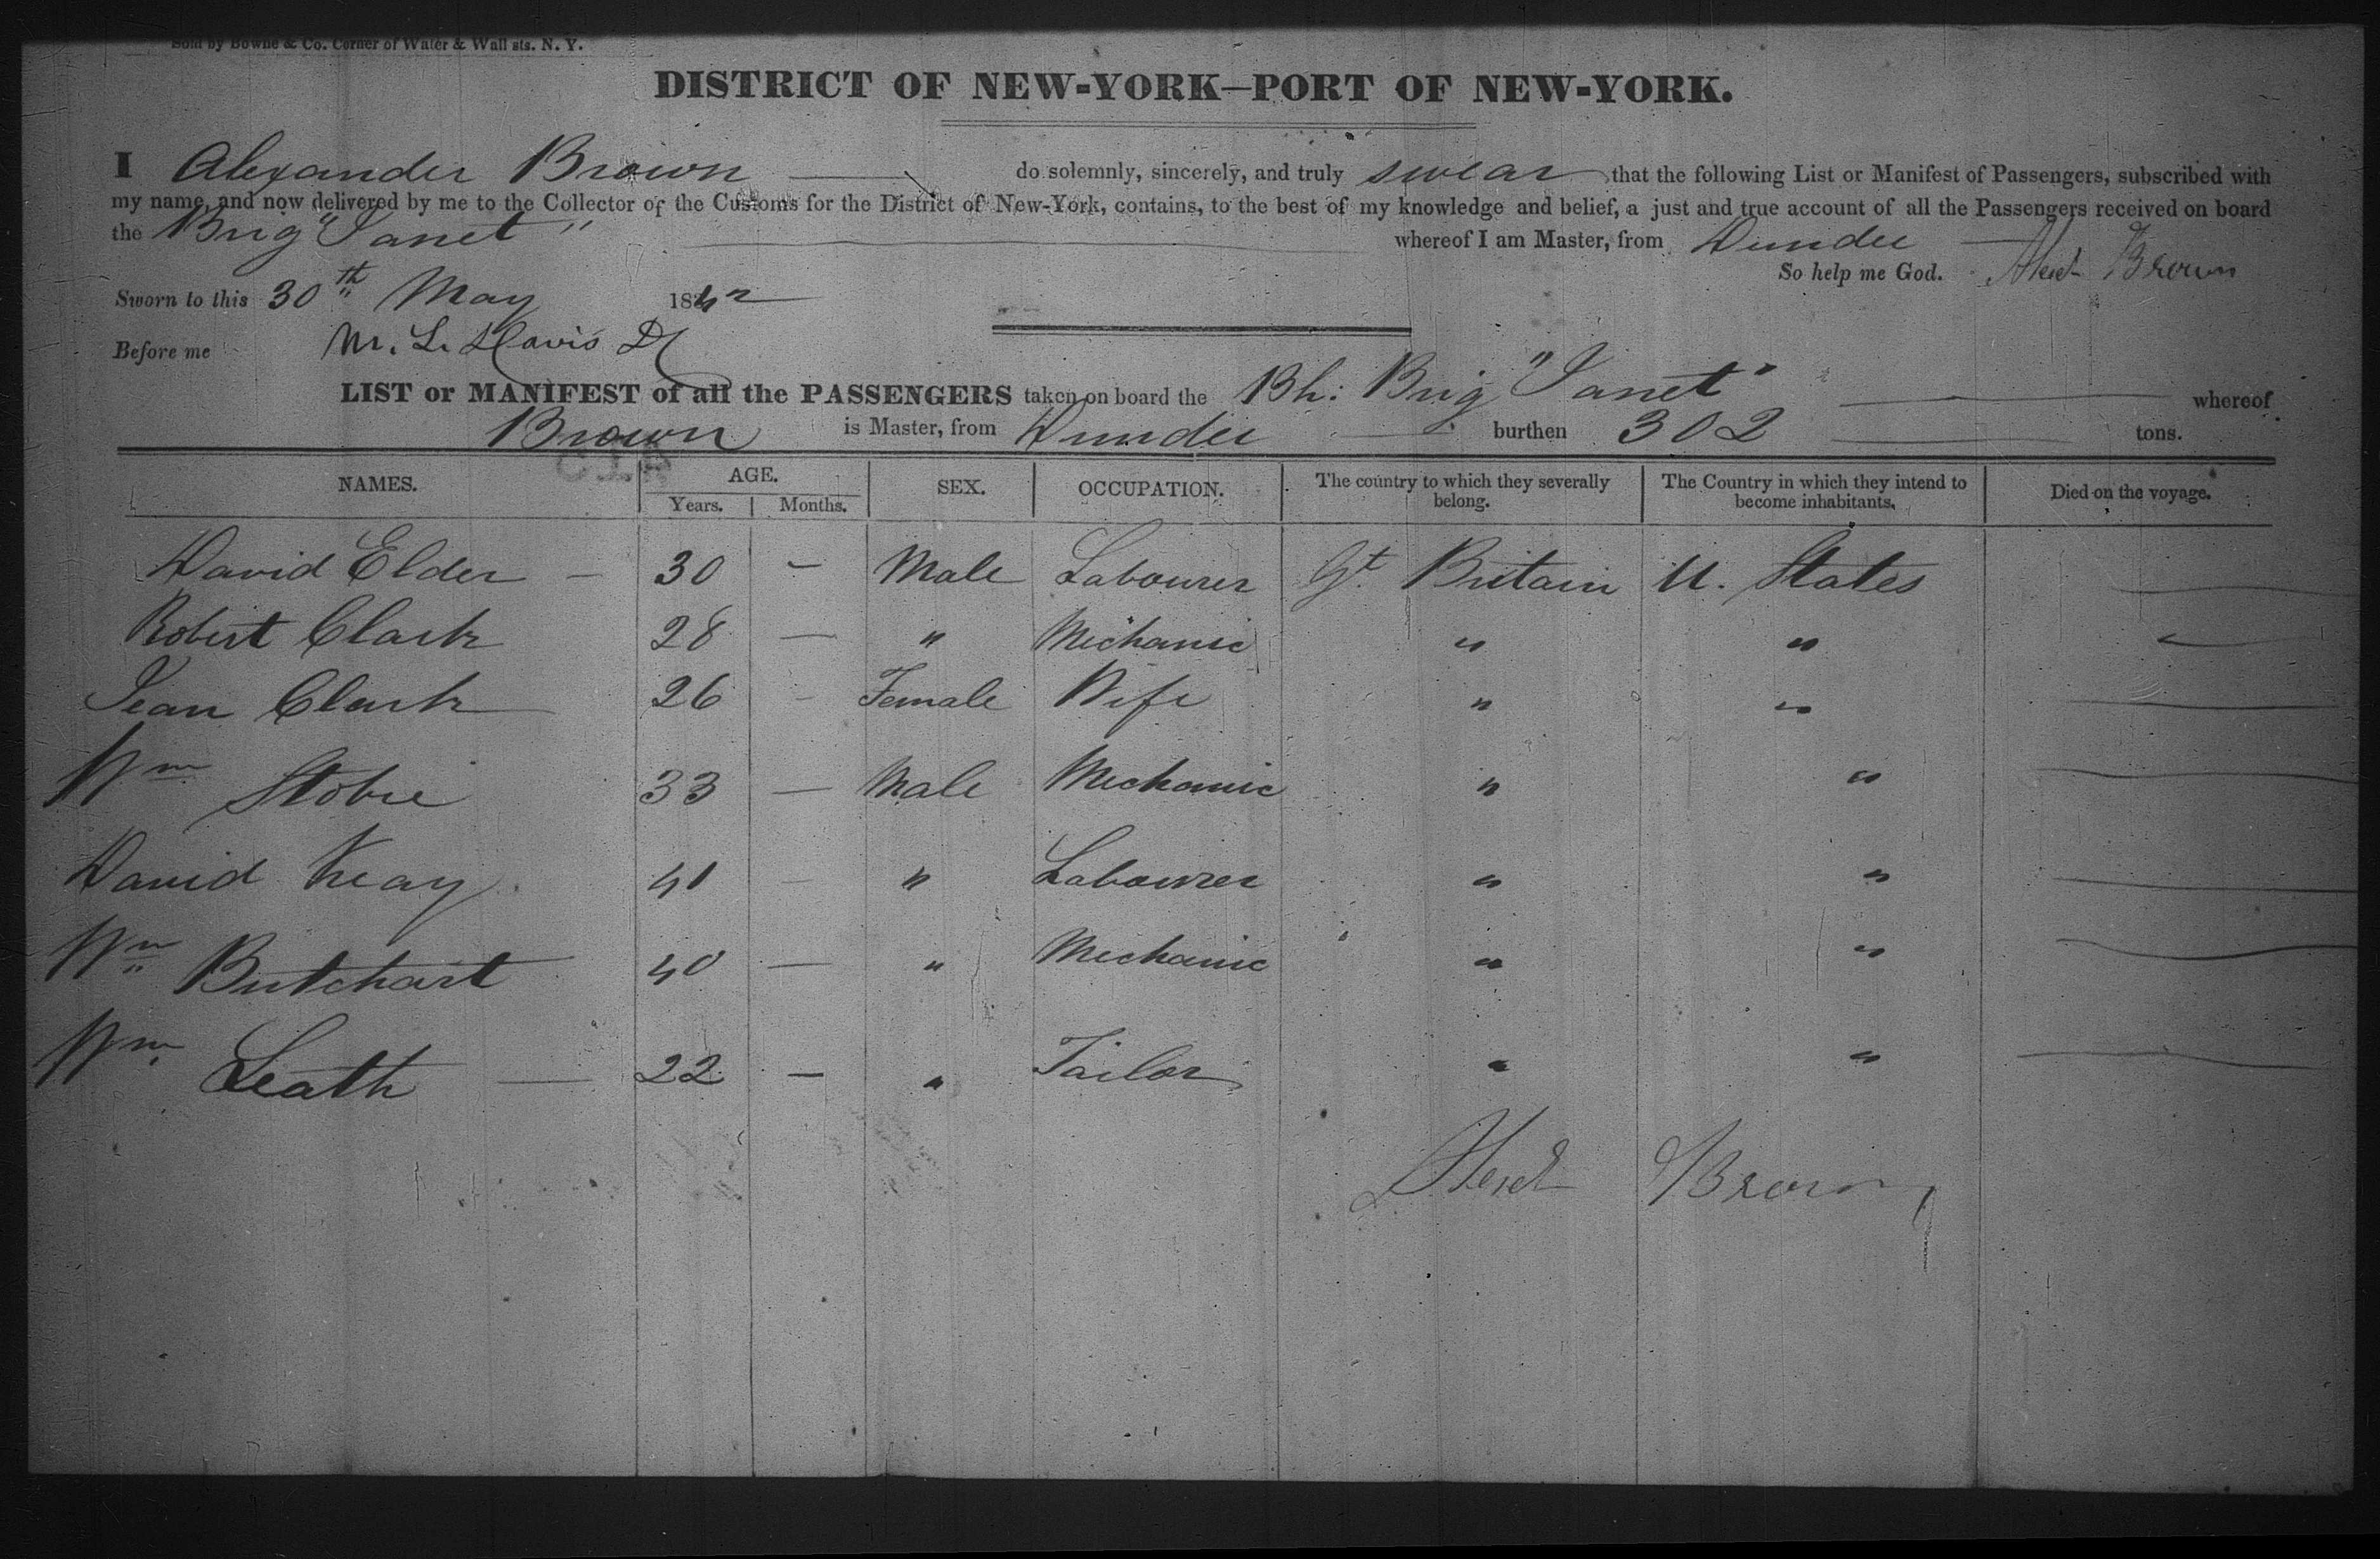 Sold by Bowne & Co. Corner of Water & Wall sts. N. Y.
DISTRICT OF NEW-YORK—PORT OF NEW-YORK.
I Alexander Brown do solemnly, sincerely, and truly swear that the following List or Manifest of Passengers, subscribed with
my name, and now delivered by me to the Collector of the Customs for the District of New-York, contains, to the best of my knowledge and belief, a just and true account of all the Passengers received on board
the Brig "Janet" whereof I am Master, from Dundee
So help me God. Alexr Brown
Sworn to this 30th May 1842
Before me M. L. Davis
LIST or MANIFEST of all the PASSENGERS taken on board the Bh: Brig "Janet" whereof
Brown is Master, from Dundee burthen 302 tons.
NAMES. AGE. Years. Months. SEX. OCCUPATION. The country to which they severally belong. The Country in which they intend to become inhabitants. Died on the voyage.
David Elder — 30 - Male Labourer Gt. Britain U. States
Robert Clark 28 — " Mechanic " "
Jean Clark 26 - Female Wife " "
Wm Stobie 33 — Male Mechanic " "
David Keay 41 — " Labourer " "
Wm Butchart 40 — " Mechanic " "
Wm Leath — 22 — " Tailor " "
Alexr Brown